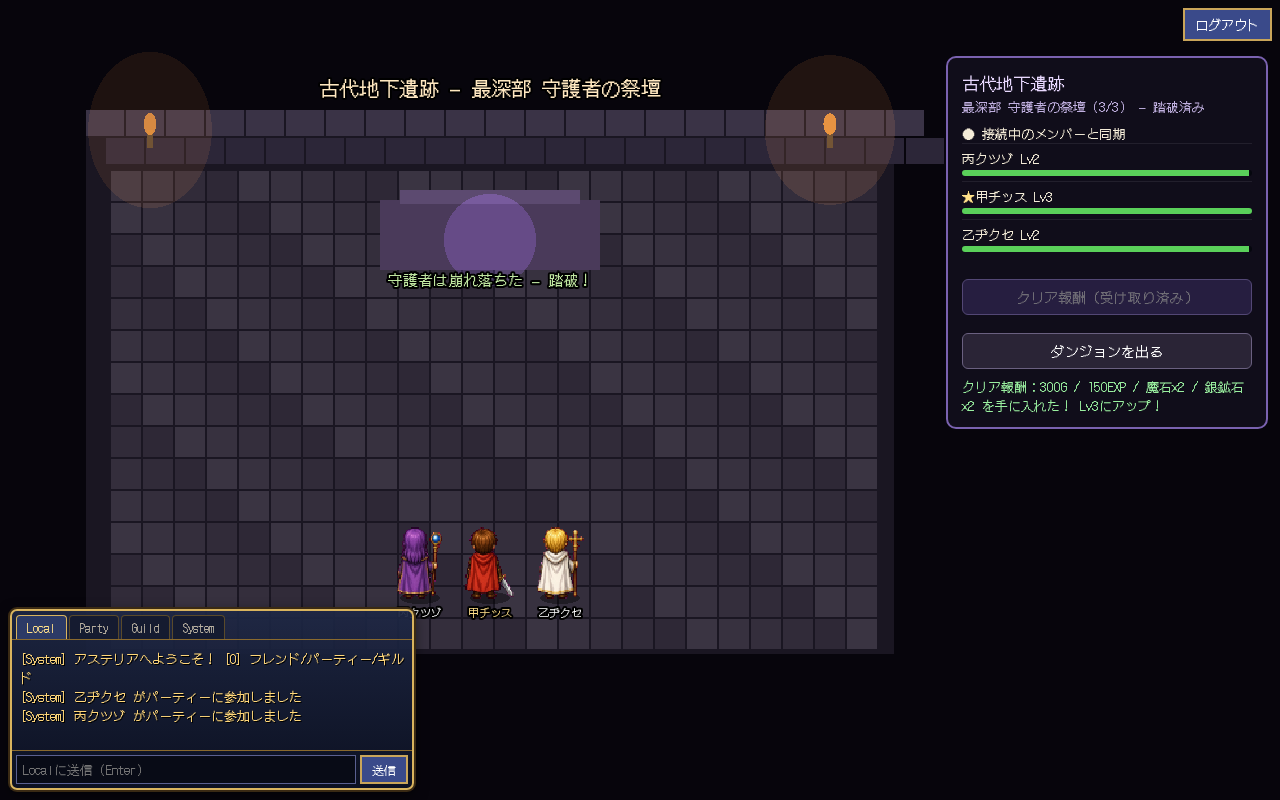 ログアウト
古代地下遺跡 - 最深部 守護者の祭壇
守護者は崩れ落ちた - 踏破！
古代地下遺跡
最深部 守護者の祭壇 (3/3) - 踏破済み
● 接続中のメンバーと同期
丙クツゾ Lv2
★甲チッス Lv3
乙ヂクセ Lv2
クリア報酬（受け取り済み）
ダンジョンを出る
クリア報酬：300G / 150EXP / 魔石x2 / 銀鉱石
x2 を手に入れた！ Lv3にアップ！
クツゾ 甲チッス 乙ヂクセ
Local Party Guild System
[System] アステリアへようこそ！ [O] フレンド/パーティー/ギル
ド
[System] 乙ヂクセ がパーティーに参加しました
[System] 丙クツゾ がパーティーに参加しました
Localに送信 (Enter)
送信